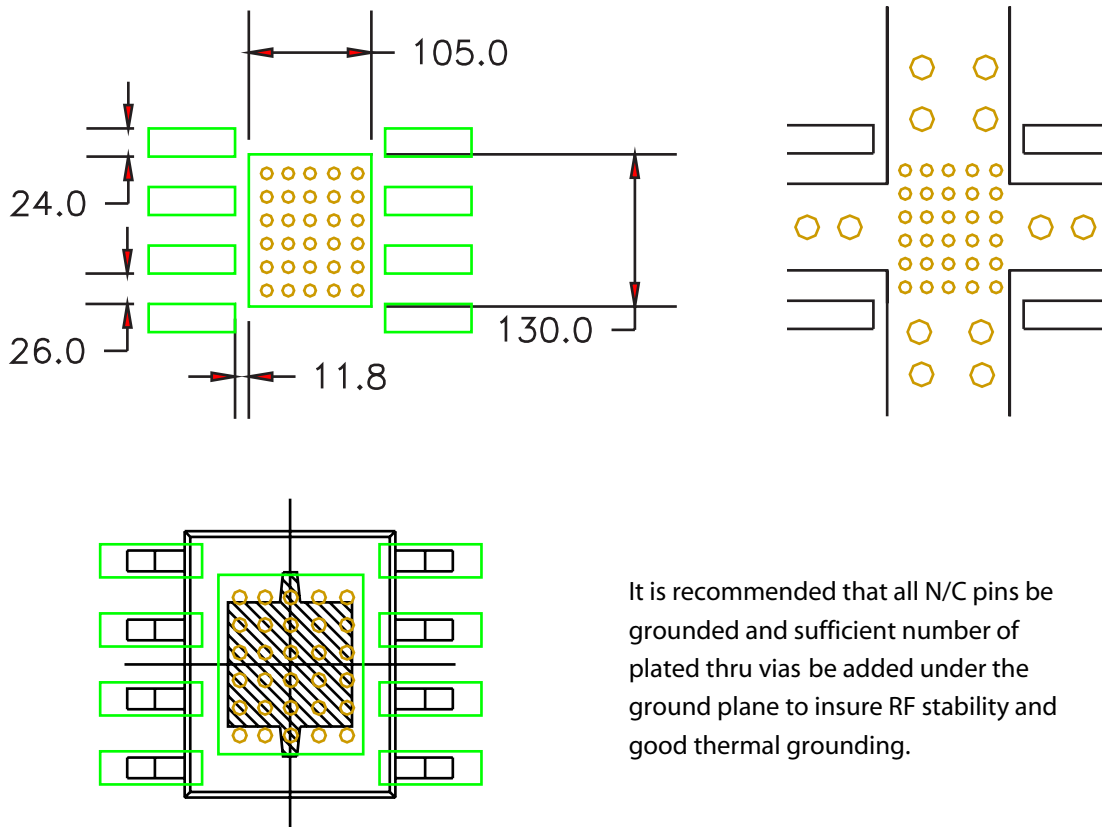 105.0
24.0
130.0
26.0
11.8
It is recommended that all N/C pins be
grounded and sufficient number of
plated thru vias be added under the
ground plane to insure RF stability and
good thermal grounding.